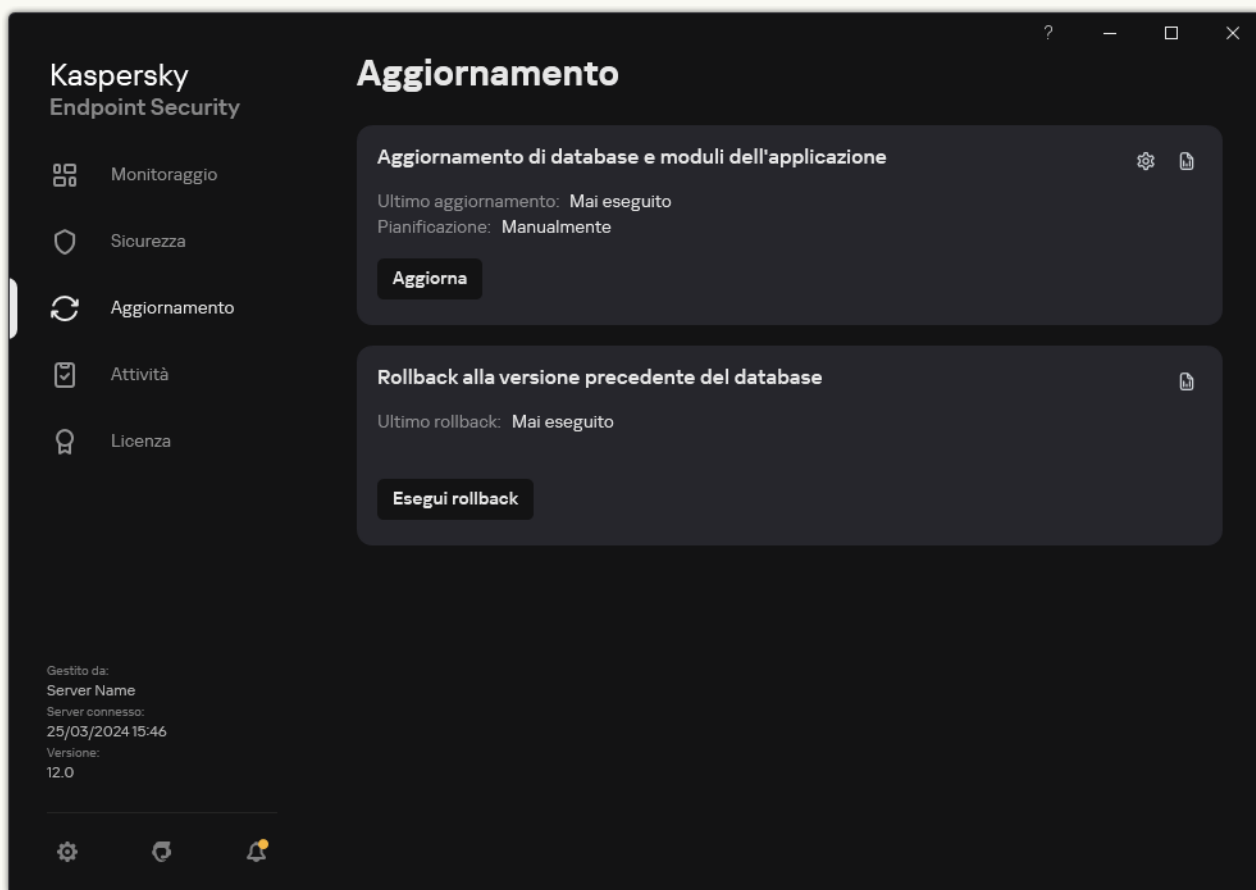 ?
Kaspersky
Endpoint Security
Monitoraggio
Sicurezza
Aggiornamento
Attività
Licenza
Gestito da:
Server Name
Server connesso:
25/03/2024 15:46
Versione:
12.0
Aggiornamento
Aggiornamento di database e moduli dell'applicazione
Ultimo aggiornamento: Mai eseguito
Pianificazione: Manualmente
Aggiorna
Rollback alla versione precedente del database
Ultimo rollback: Mai eseguito
Esegui rollback